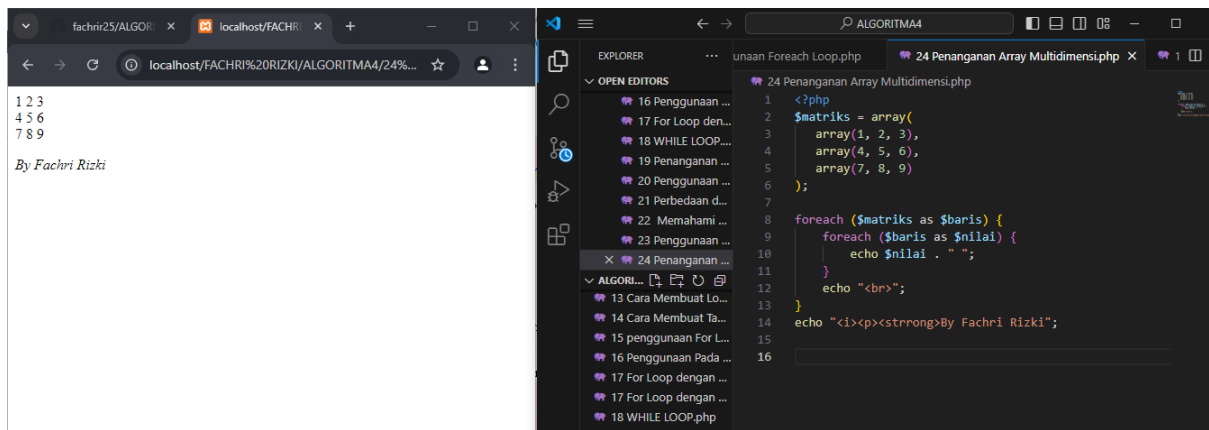 fachrir25/ALGORI
localhost/FACHRI
localhost/FACHRI%20RIZKI/ALGORITMA4/24%...
1 2 3
4 5 6
7 8 9
By Fachri Rizki
ALGORITMA4
EXPLORER
OPEN EDITORS
16 Penggunaan ...
17 For Loop den...
18 WHILE LOOP....
19 Penanganan ...
20 Penggunaan ...
21 Perbedaan d...
22 Memahami ...
23 Penggunaan ...
24 Penanganan ...
ALGORI...
13 Cara Membuat Lo...
14 Cara Membuat Ta...
15 penggunaan For L...
16 Penggunaan Pada ...
17 For Loop dengan ...
17 For Loop dengan ...
18 WHILE LOOP.php
unaan Foreach Loop.php
24 Penanganan Array Multidimensi.php
1
24 Penanganan Array Multidimensi.php
1 <?php
2 $matriks = array(
3 array(1, 2, 3),
4 array(4, 5, 6),
5 array(7, 8, 9)
6 );
7
8 foreach ($matriks as $baris) {
9 foreach ($baris as $nilai) {
10 echo $nilai . " ";
11 }
12 echo "<br>";
13 }
14 echo "<i><p><strrong>By Fachri Rizki";
15
16